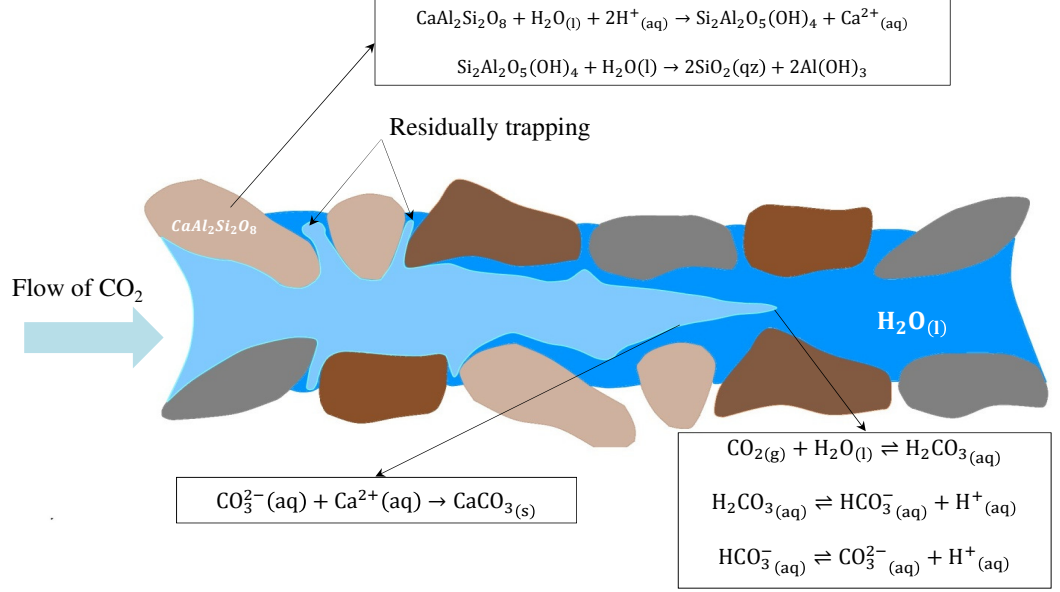 CaAl₂Si₂O₈ + H₂O₍ₗ₎ + 2H⁺₍aq₎ → Si₂Al₂O₅(OH)₄ + Ca²⁺₍aq₎
Si₂Al₂O₅(OH)₄ + H₂O(l) → 2SiO₂(qz) + 2Al(OH)₃
Residually trapping
CaAl₂Si₂O₈
Flow of CO₂
H₂O₍ₗ₎
CO₃²⁻(aq) + Ca²⁺(aq) → CaCO₃₍s₎
CO₂₍g₎ + H₂O₍ₗ₎ ⇌ H₂CO₃₍aq₎
H₂CO₃₍aq₎ ⇌ HCO₃⁻₍aq₎ + H⁺₍aq₎
HCO₃⁻₍aq₎ ⇌ CO₃²⁻₍aq₎ + H⁺₍aq₎